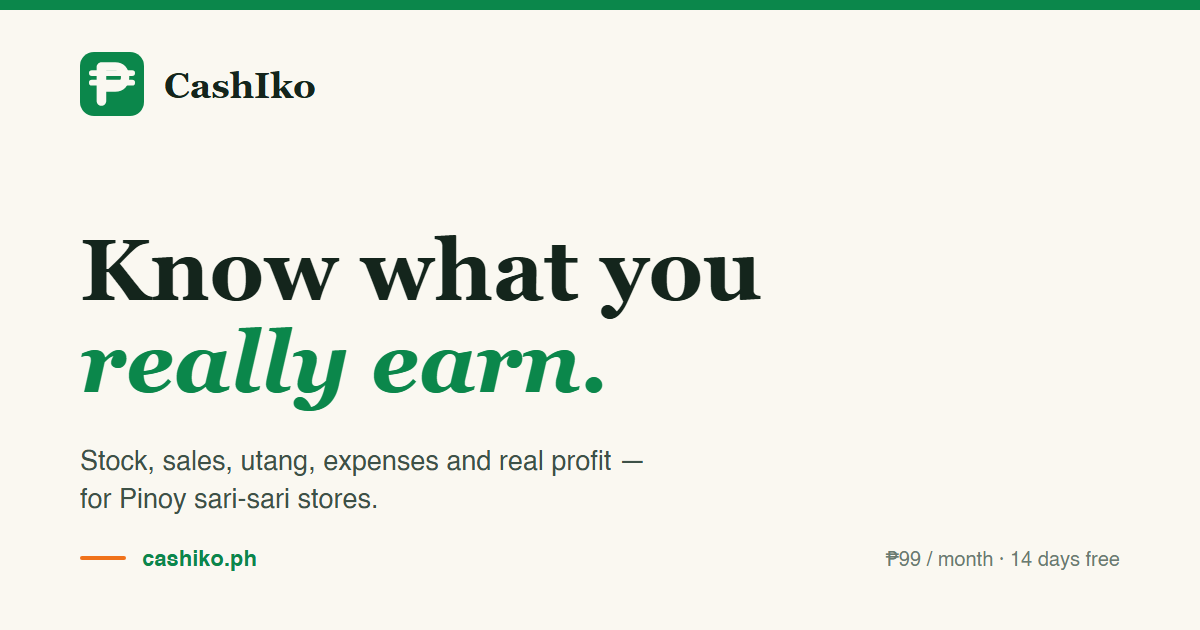 ₱
CashIko
Know what you
really earn.
Stock, sales, utang, expenses and real profit —
for Pinoy sari-sari stores.
cashiko.ph
₱99 / month · 14 days free